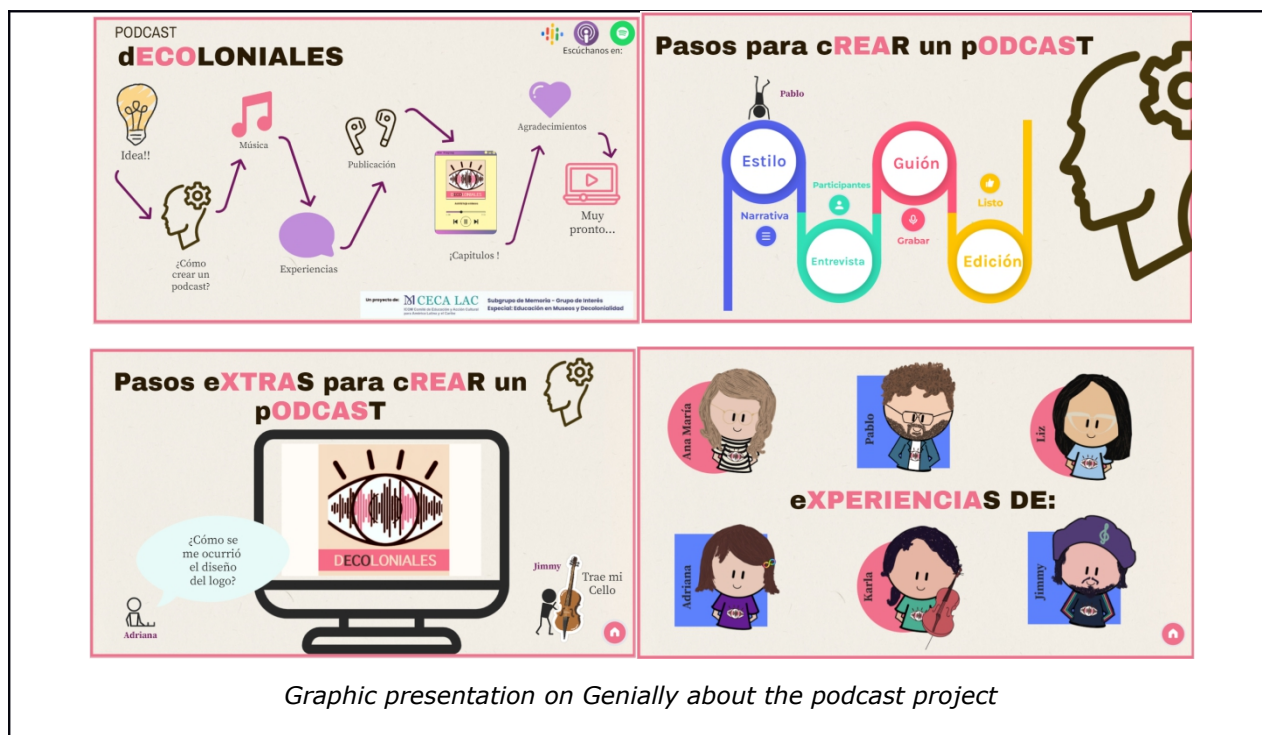 PODCAST
dECOLONIALES
Escúchanos en:
Idea!!
¿Cómo
crear un
podcast?
Música
Experiencias
Publicación
DECOLONIALES
¡Capítulos !
Agradecimientos
Muy
pronto...
Un proyecto de:
CECA LAC
Subgrupo de Memoria - Grupo de Interés
Especial: Educación en Museos y Decolonialidad
Pasos para cREAR un pODCAST
Pablo
Estilo
Narrativa
Participantes
Entrevista
Guión
Grabar
Listo
Edición
Pasos eXTRAS para cREAR un
pODCAST
¿Cómo se
me ocurrió
el diseño
del logo?
Adriana
DECOLONIALES
Jimmy
Trae mi
Cello
Ana María
Pablo
Liz
eXPERIENCIAS DE:
Adriana
Karla
Jimmy
Graphic presentation on Genially about the podcast project